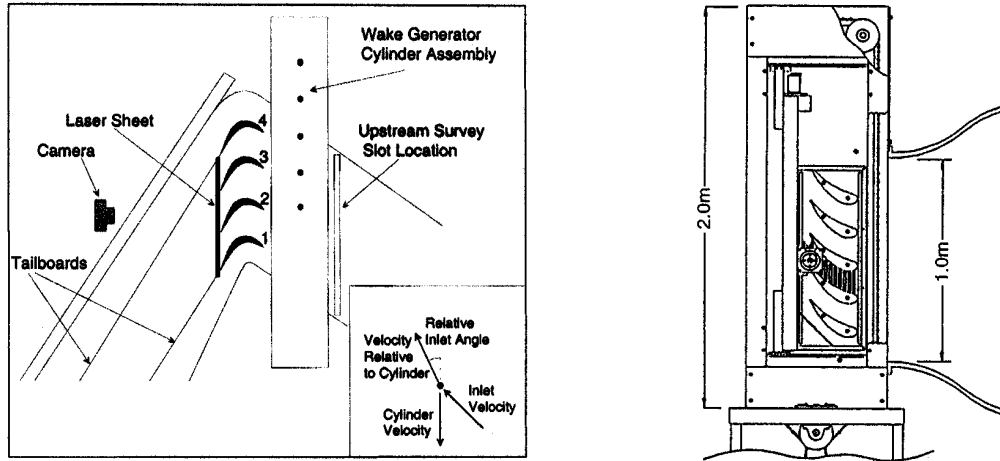 Wake Generator
Cylinder Assembly
Laser Sheet
Camera
Upstream Survey
Slot Location
4
3
2
1
Tailboards
Relative
Inlet Angle
Velocity
Relative
to Cylinder
Inlet
Velocity
Cylinder
Velocity
2.0m
1.0m